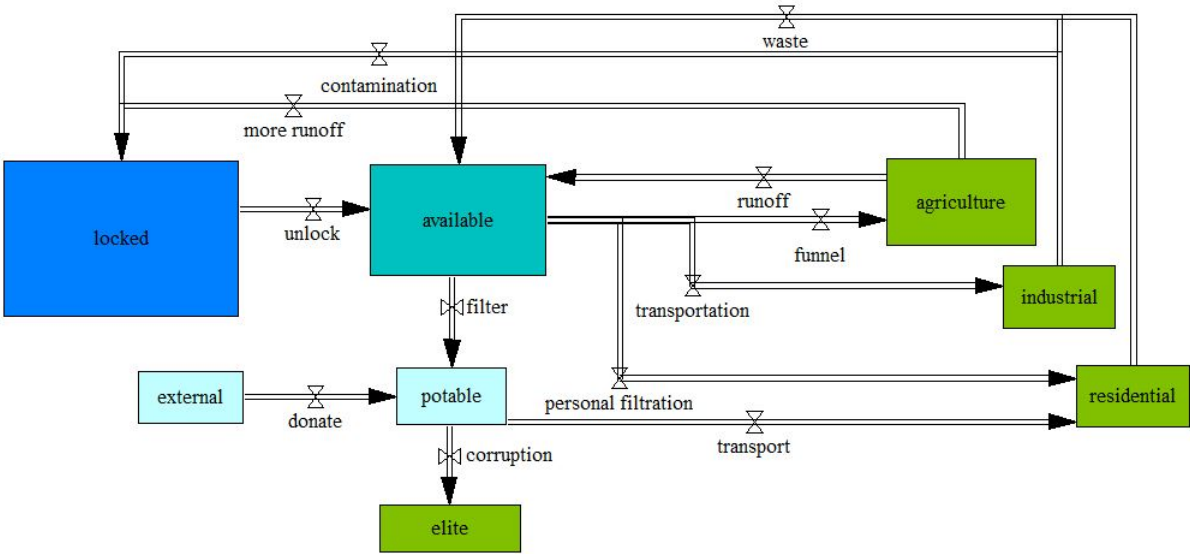 waste
contamination
more runoff
locked
unlock
available
runoff
agriculture
funnel
transportation
industrial
filter
external
donate
potable
personal filtration
transport
residential
corruption
elite